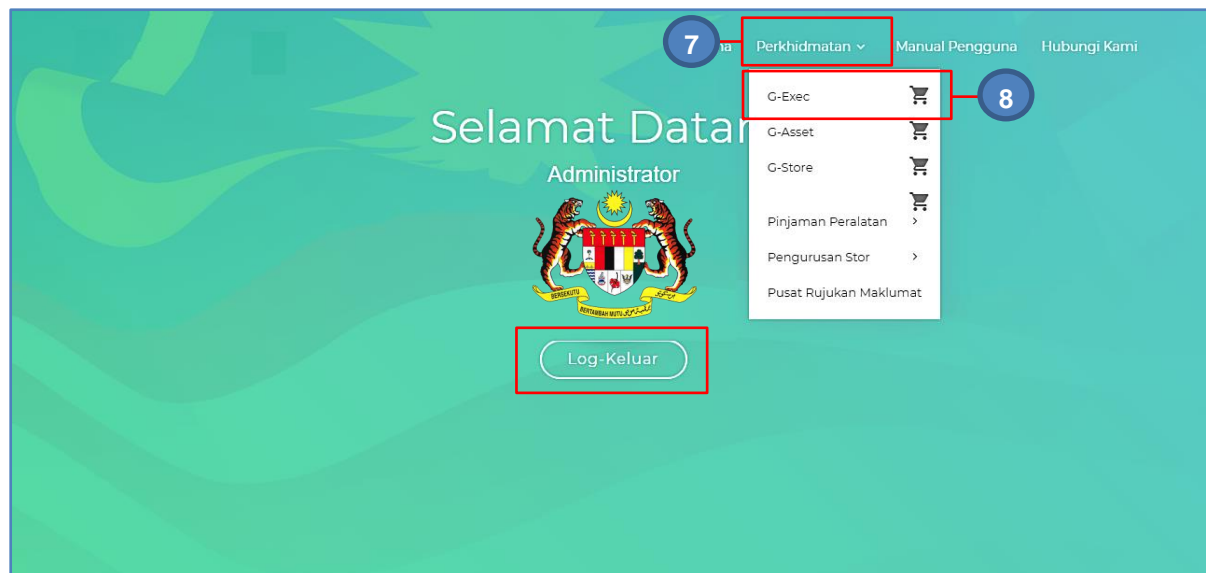 7
Perkhidmatan
Manual Pengguna
Hubungi Kami
G-Exec
8
Selamat Datan
G-Asset
Administrator
G-Store
Pinjaman Peralatan
Pengurusan Stor
Pusat Rujukan Maklumat
BERSEKUTU
BERTAMBAH MUTU
Log-Keluar